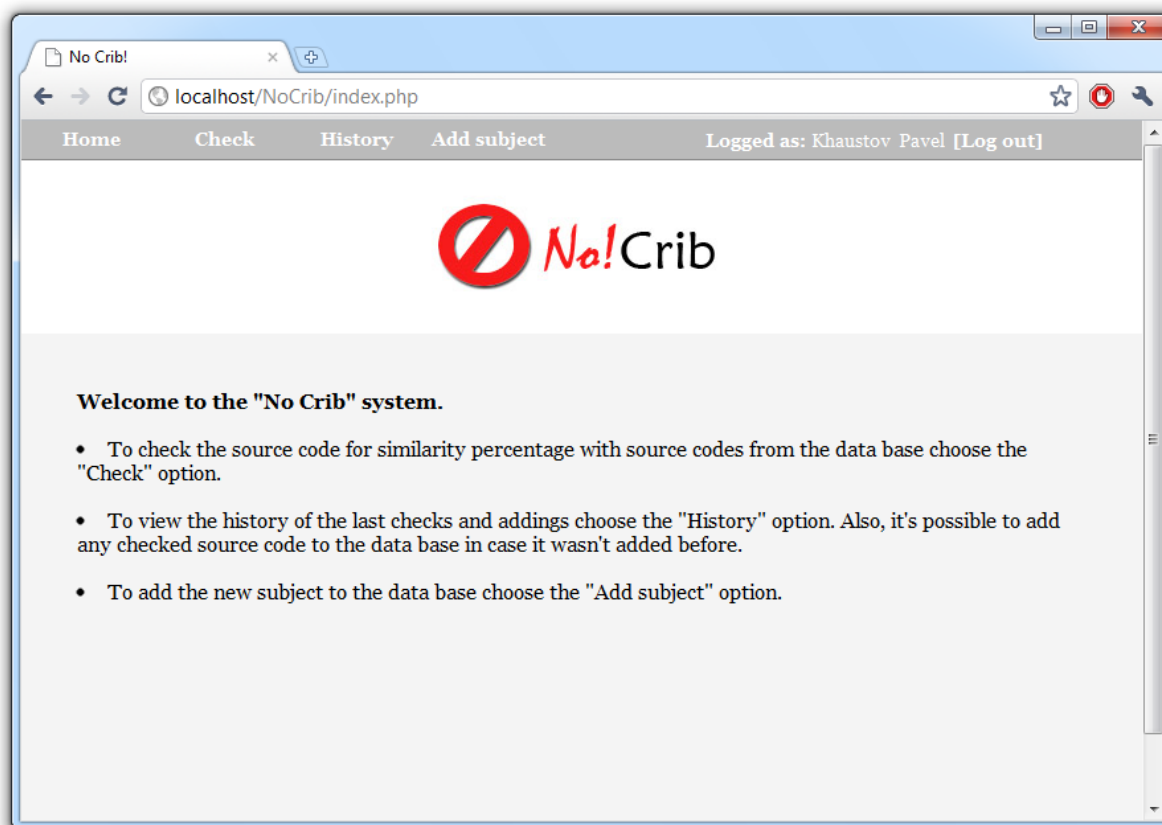 No Crib!
localhost/NoCrib/index.php
Home Check History Add subject Logged as: Khaustov Pavel [Log out]
No!Crib
Welcome to the "No Crib" system.
• To check the source code for similarity percentage with source codes from the data base choose the
"Check" option.
• To view the history of the last checks and addings choose the "History" option. Also, it's possible to add
any checked source code to the data base in case it wasn't added before.
• To add the new subject to the data base choose the "Add subject" option.